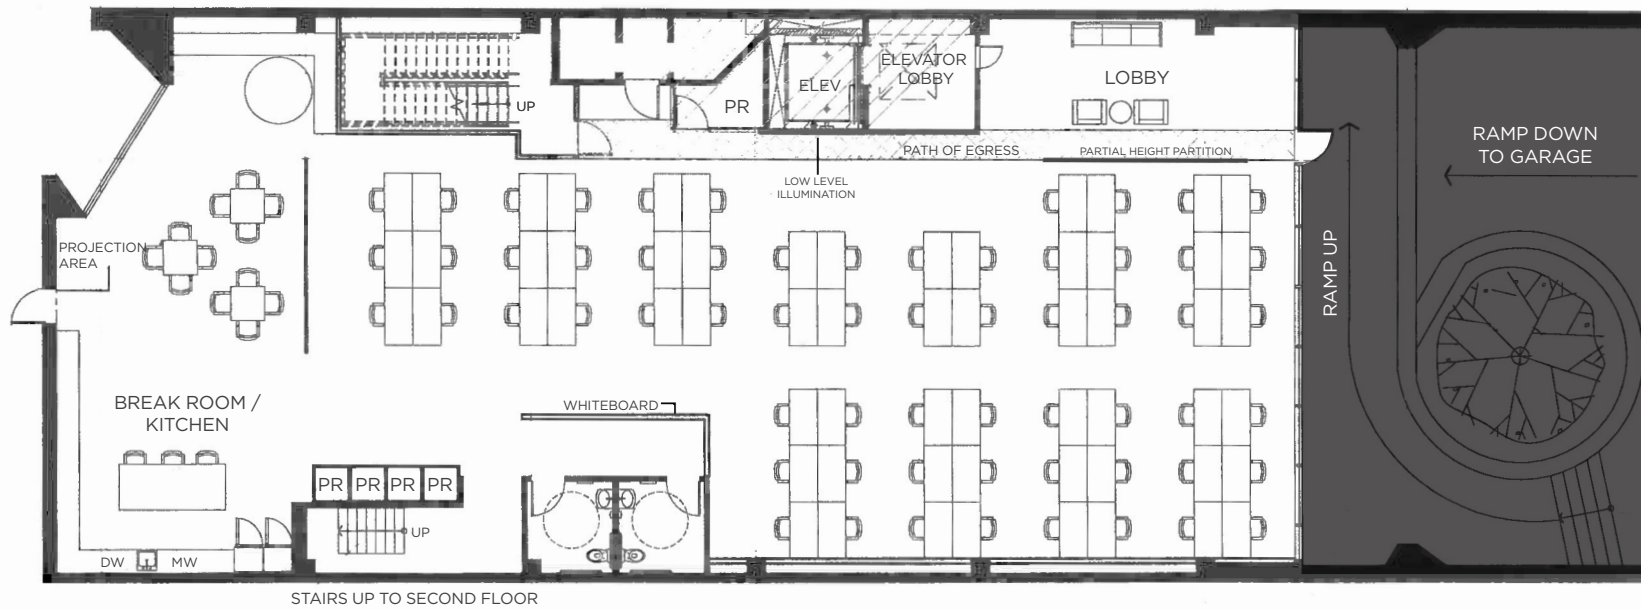 ELEVATOR
LOBBY
LOBBY
ELEV
UP
PR
PATH OF EGRESS
PARTIAL HEIGHT PARTITION
RAMP DOWN
TO GARAGE
LOW LEVEL
ILLUMINATION
PROJECTION
AREA
RAMP UP
BREAK ROOM /
KITCHEN
WHITEBOARD
PR PR PR PR
UP
DW MW
STAIRS UP TO SECOND FLOOR